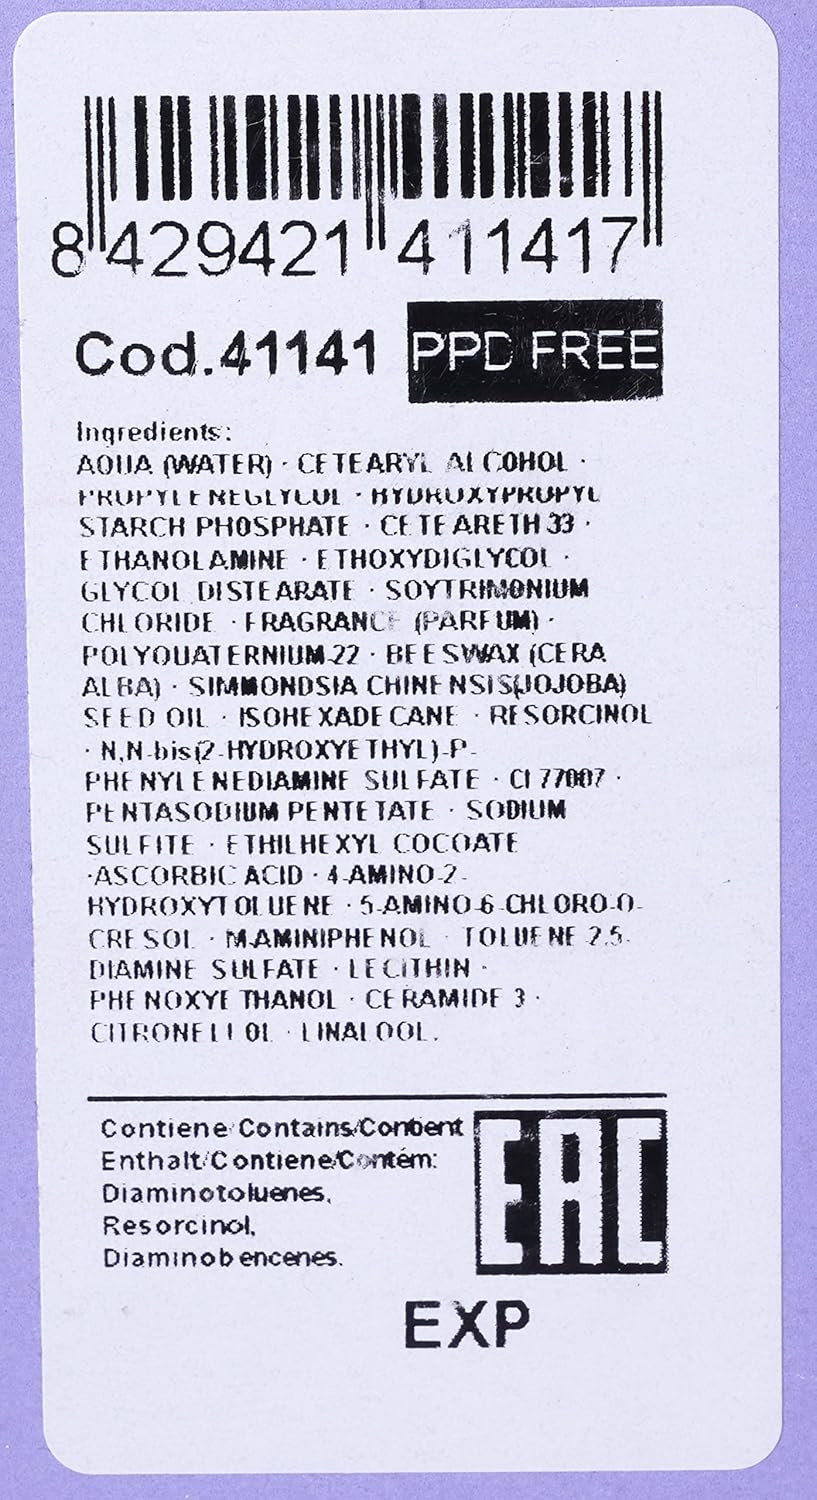 8 429421 411417
Cod.41141 PPD FREE
Ingredients:
AQUA (WATER) · CETEARYL ALCOHOL ·
PROPYLENEGLYCOL · HYDROXYPROPYL
STARCH PHOSPHATE · CETEARETH 33 ·
ETHANOLAMINE · ETHOXYDIGLYCOL ·
GLYCOL DISTEARATE · SOYTRIMONIUM
CHLORIDE · FRAGRANCE (PARFUM) ·
POLYQUATERNIUM-22 · BEESWAX (CERA
ALBA) · SIMMONDSIA CHINENSIS(JOJOBA)
SEED OIL · ISOHEXADECANE · RESORCINOL
· N,N-bis(2-HYDROXYETHYL)-P-
PHENYLENEDIAMINE SULFATE · CI 77007 ·
PENTASODIUM PENTETATE · SODIUM
SULFITE · ETHILHEXYL COCOATE
·ASCORBIC ACID · 4-AMINO-2-
HYDROXYTOLUENE · 5-AMINO-6-CHLORO-O-
CRESOL · M.AMINIPHENOL · TOLUENE 2,5-
DIAMINE SULFATE · LECITHIN ·
PHENOXYETHANOL · CERAMIDE 3 ·
CITRONELLOL · LINALOOL.
Contiene/Contains/Contient
Enthalt/Contiene/Contém:
Diaminotoluenes,
Resorcinol,
Diaminobencenes.
EAC
EXP